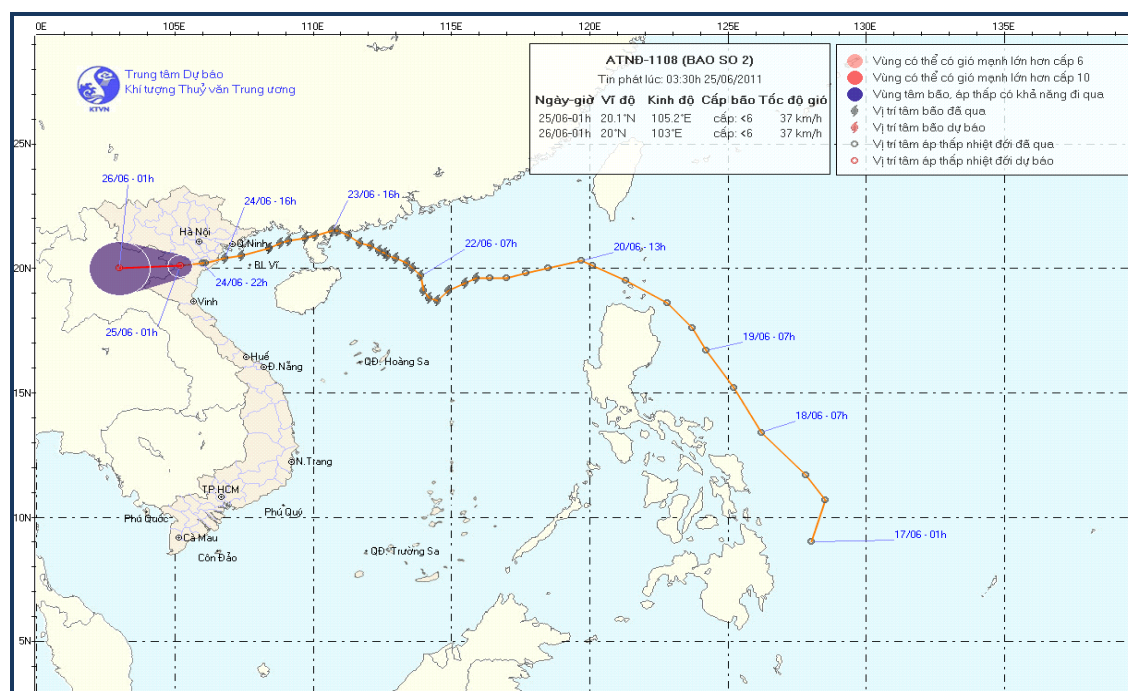 0E 105E 110E 115E 120E 125E 135E
ATNĐ-1108 (BAO SO 2)
Tin phát lúc: 03:30h 25/06/2011
Ngày-giờ Vĩ độ Kinh độ Cấp bão Tốc độ gió
25/06-01h 20.1°N 105.2°E cấp: <6 37 km/h
26/06-01h 20°N 103°E cấp: <6 37 km/h
Vùng có thể có gió mạnh lớn hơn cấp 6
Vùng có thể có gió mạnh lớn hơn cấp 10
Vùng tâm bão, áp thấp có khả năng đi qua
Vị trí tâm bão đã qua
Vị trí tâm bão dự báo
Vị trí tâm áp thấp nhiệt đới đã qua
Vị trí tâm áp thấp nhiệt đới dự báo
KTVN
Trung tâm Dự báo
Khí tượng Thuỷ văn Trung ương
25N
26/06 - 01h
23/06 - 16h
24/06 - 16h
Hà Nội
Q.Ninh
22/06 - 07h
20/06 - 13h
BL Vĩ
20N
24/06 - 22h
Vinh
25/06 - 01h
19/06 - 07h
Huế
QĐ. Hoàng Sa
Đ.Nẵng
15N
18/06 - 07h
N.Trang
TP.HCM
Phú Quốc
Phú Quý
10N
Cà Mau
17/06 - 01h
Côn Đảo
QĐ. Trường Sa
5N